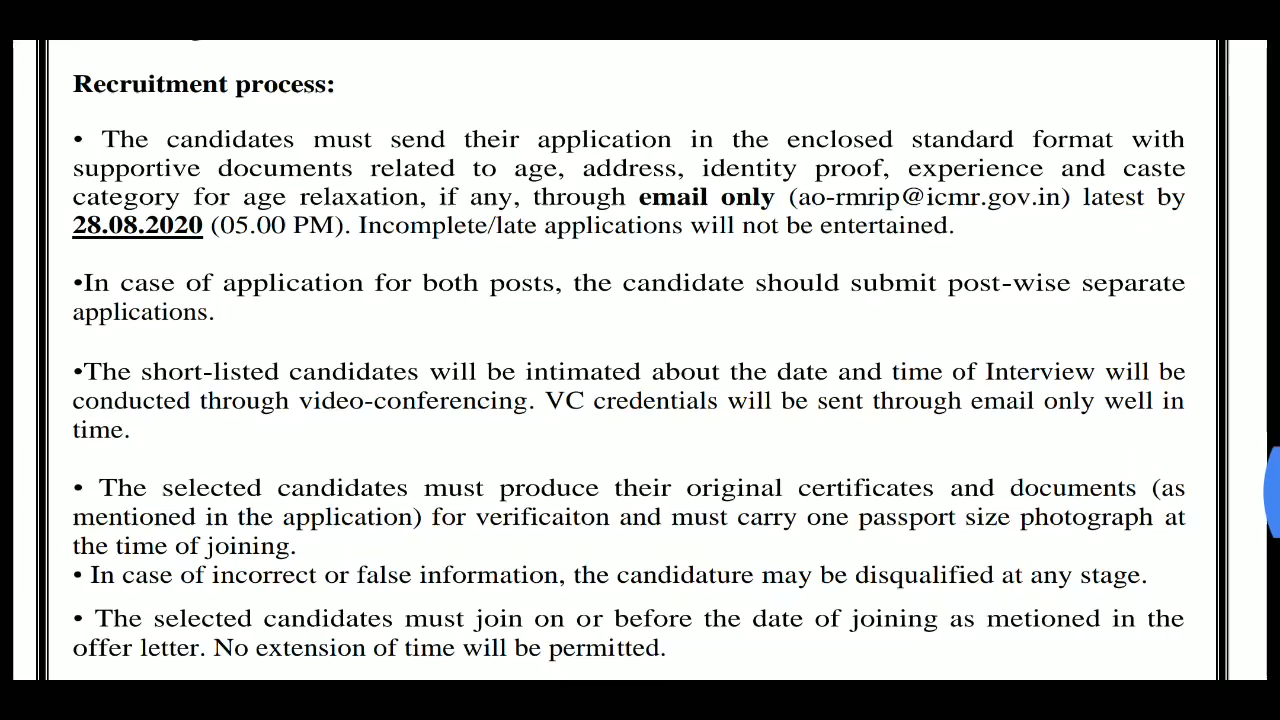 Recruitment process:
• The candidates must send their application in the enclosed standard format with
supportive documents related to age, address, identity proof, experience and caste
category for age relaxation, if any, through email only (ao-rmrip@icmr.gov.in) latest by
28.08.2020 (05.00 PM). Incomplete/late applications will not be entertained.
•In case of application for both posts, the candidate should submit post-wise separate
applications.
•The short-listed candidates will be intimated about the date and time of Interview will be
conducted through video-conferencing. VC credentials will be sent through email only well in
time.
• The selected candidates must produce their original certificates and documents (as
mentioned in the application) for verificaiton and must carry one passport size photograph at
the time of joining.
• In case of incorrect or false information, the candidature may be disqualified at any stage.
• The selected candidates must join on or before the date of joining as metioned in the
offer letter. No extension of time will be permitted.